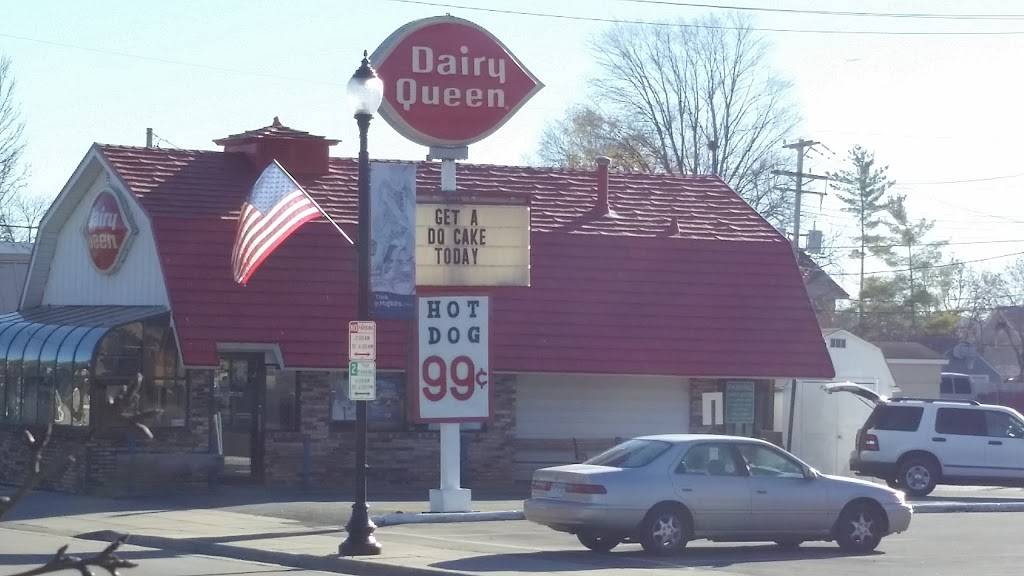 Dairy
Queen
GET A
DQ CAKE
TODAY
HOT
DOG
99¢
Dairy
Queen